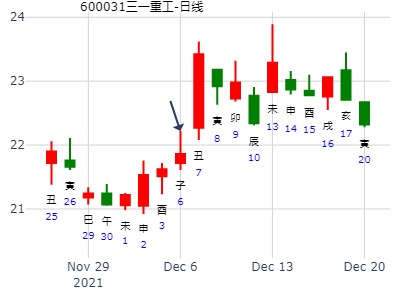 600031三一重工-日线
24
23
22
21
丑
25
寅
26
巳
29
午
30
未
1
申
2
酉
3
子
6
丑
7
寅
8
卯
9
辰
10
未
13
申
14
酉
15
戌
16
亥
17
寅
20
Nov 29
2021
Dec 6
Dec 13
Dec 20